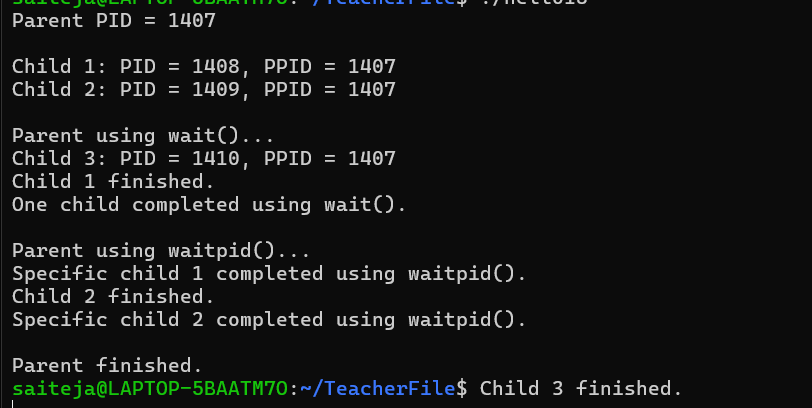 Parent PID = 1407
Child 1: PID = 1408, PPID = 1407
Child 2: PID = 1409, PPID = 1407
Parent using wait()...
Child 3: PID = 1410, PPID = 1407
Child 1 finished.
One child completed using wait().
Parent using waitpid()...
Specific child 1 completed using waitpid().
Child 2 finished.
Specific child 2 completed using waitpid().
Parent finished.
saiteja@LAPTOP-5BAATM7O:~/TeacherFile$ Child 3 finished.